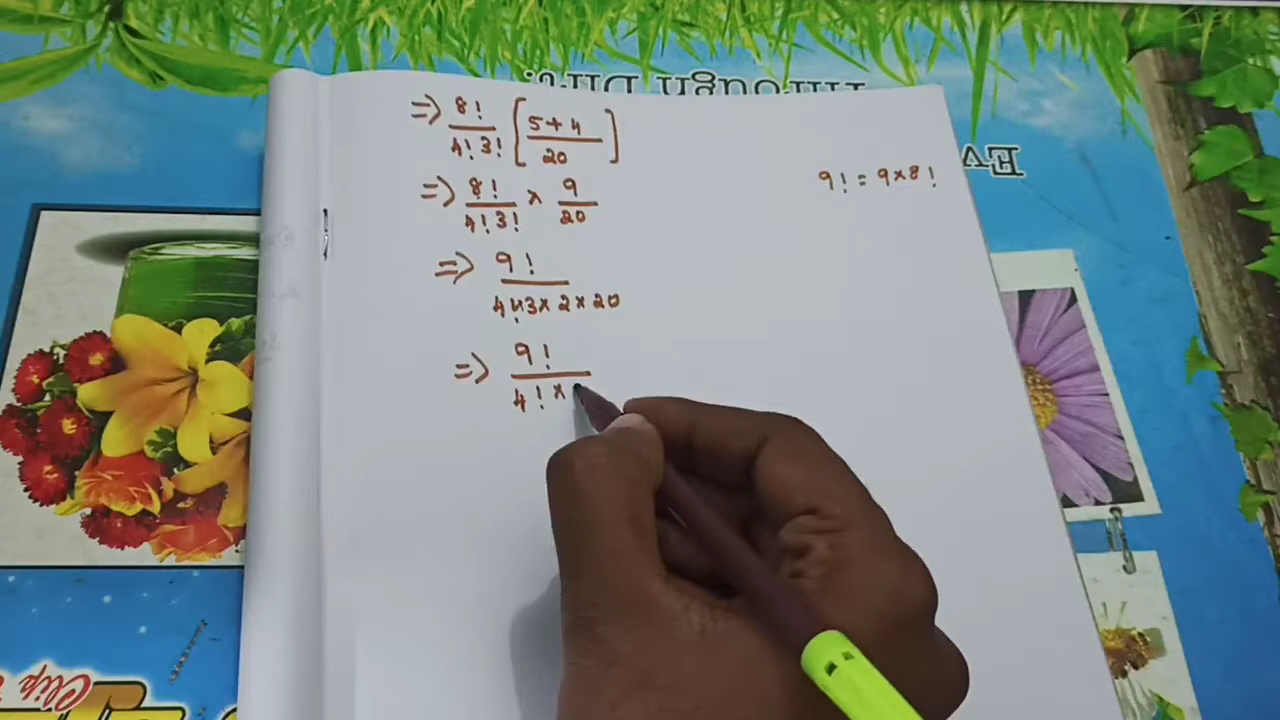 => 8! / 4! 3! [ 5+4 / 20 ]
=> 8! / 4! 3! × 9 / 20
9! = 9×8!
=> 9! / 4! × 3 × 2 × 20
=> 9! / 4! ×